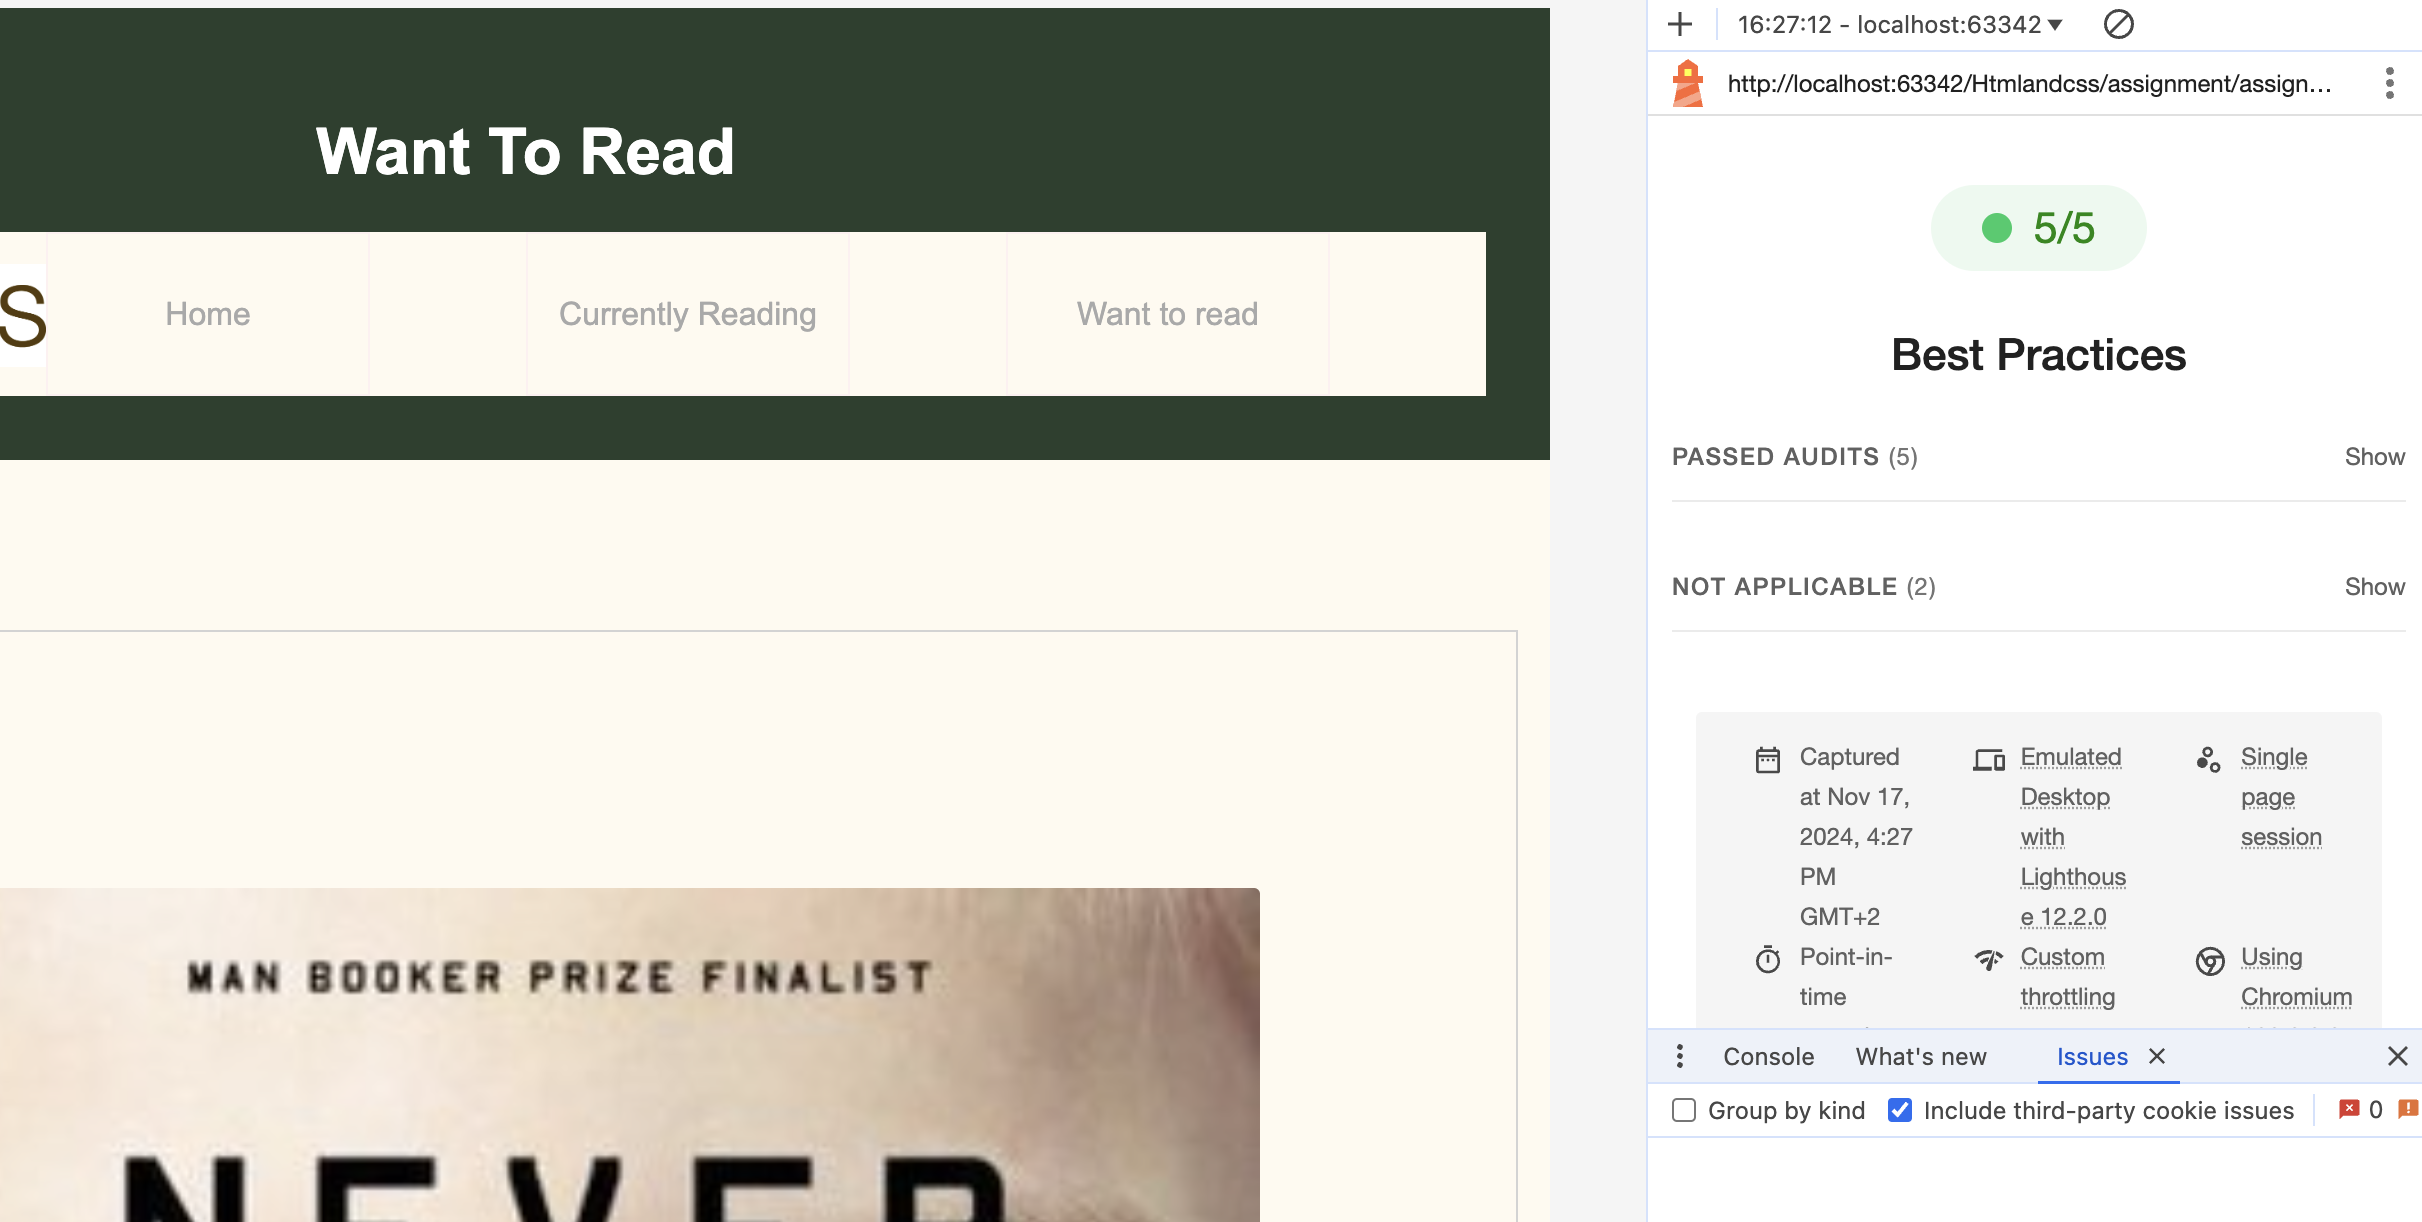 Want To Read
S
Home
Currently Reading
Want to read
MAN BOOKER PRIZE FINALIST
NEVER
16:27:12 - localhost:63342
http://localhost:63342/Htmlandcss/assignment/assign...
5/5
Best Practices
PASSED AUDITS (5)
Show
NOT APPLICABLE (2)
Show
Captured
at Nov 17,
2024, 4:27
PM
GMT+2
Emulated
Desktop
with
Lighthous
e 12.2.0
Single
page
session
Point-in-
time
Custom
throttling
Using
Chromium
Console
What's new
Issues
Group by kind
Include third-party cookie issues
0